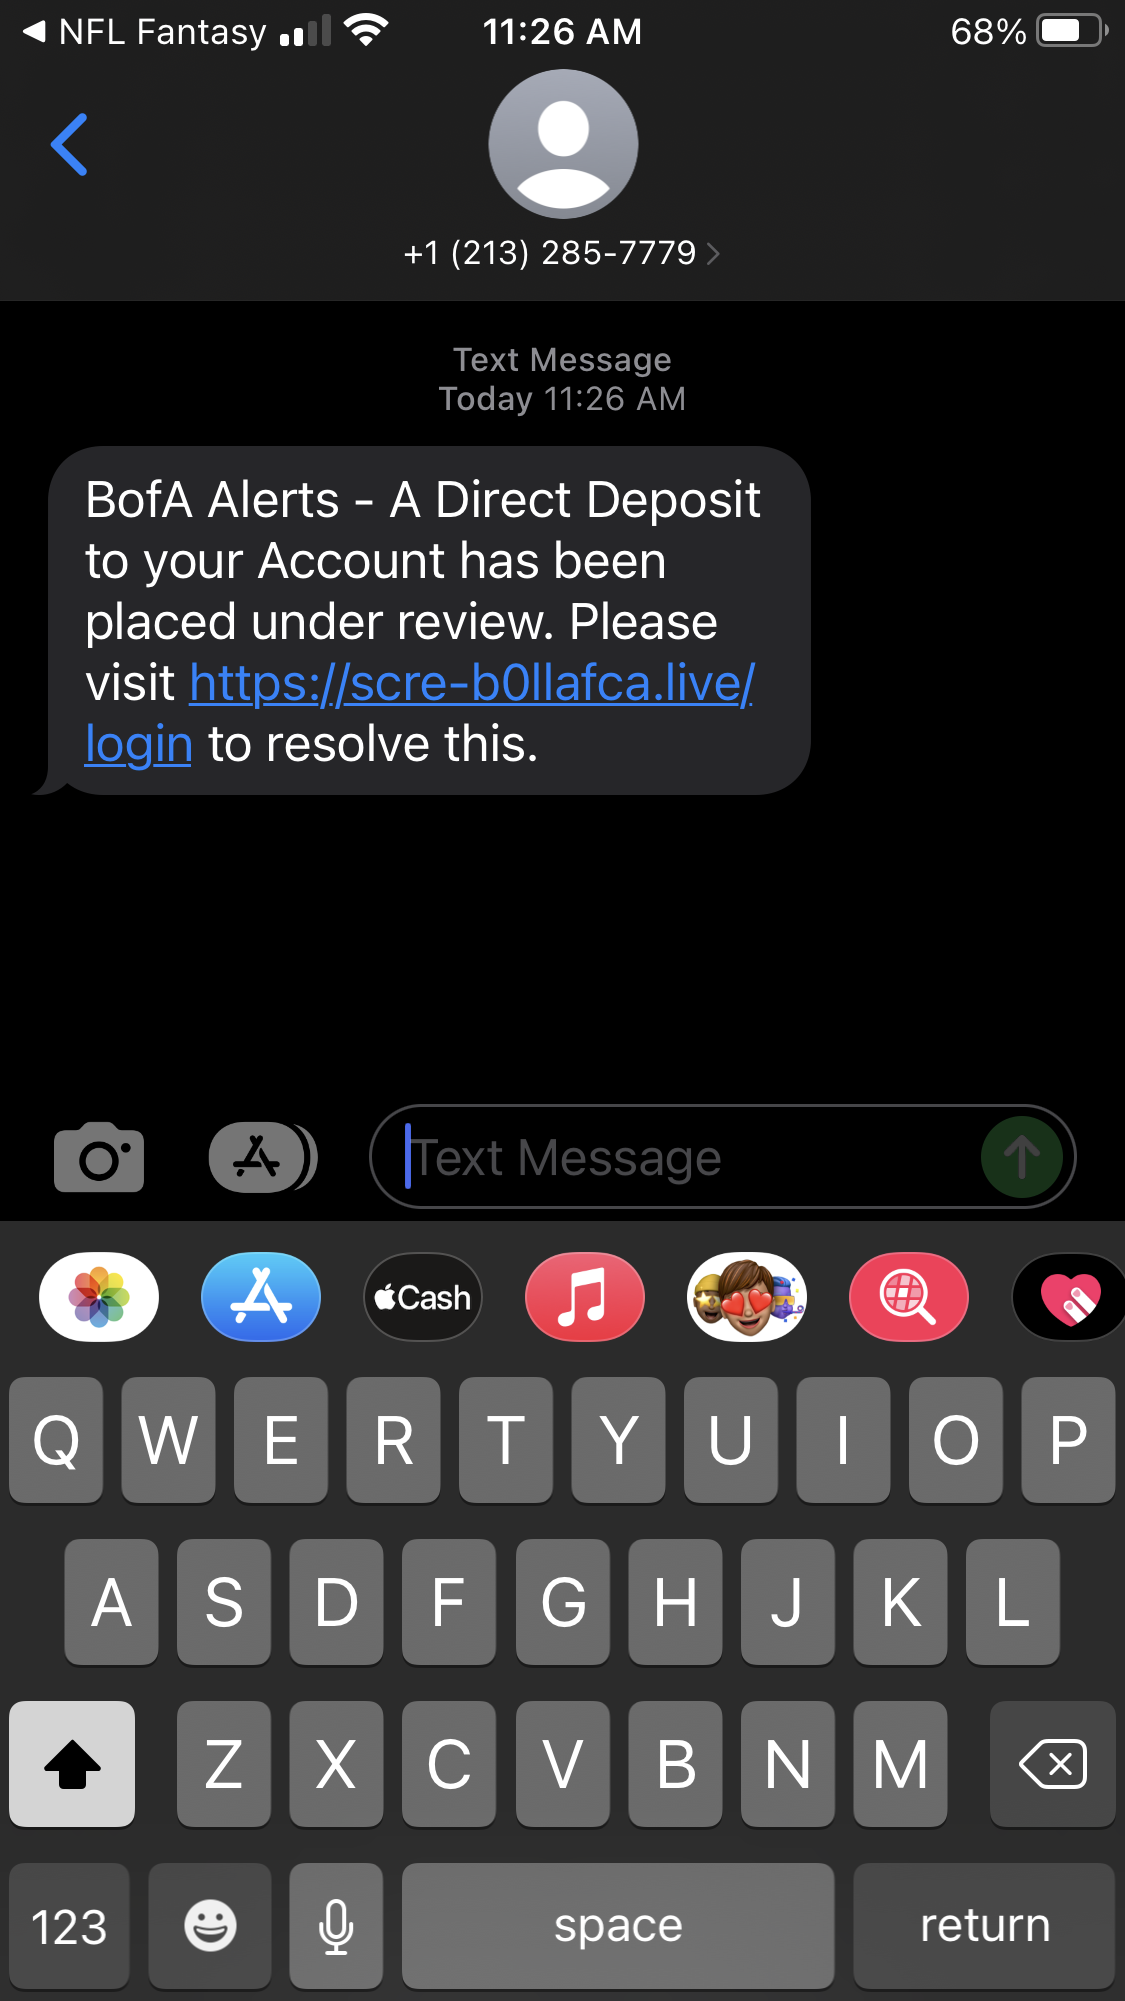 NFL Fantasy 11:26 AM 68%
+1 (213) 285-7779
Text Message
Today 11:26 AM
BofA Alerts - A Direct Deposit
to your Account has been
placed under review. Please
visit https://scre-b0llafca.live/
login to resolve this.
Text Message
Cash
Q W E R T Y U I O P
A S D F G H J K L
Z X C V B N M
123 space return